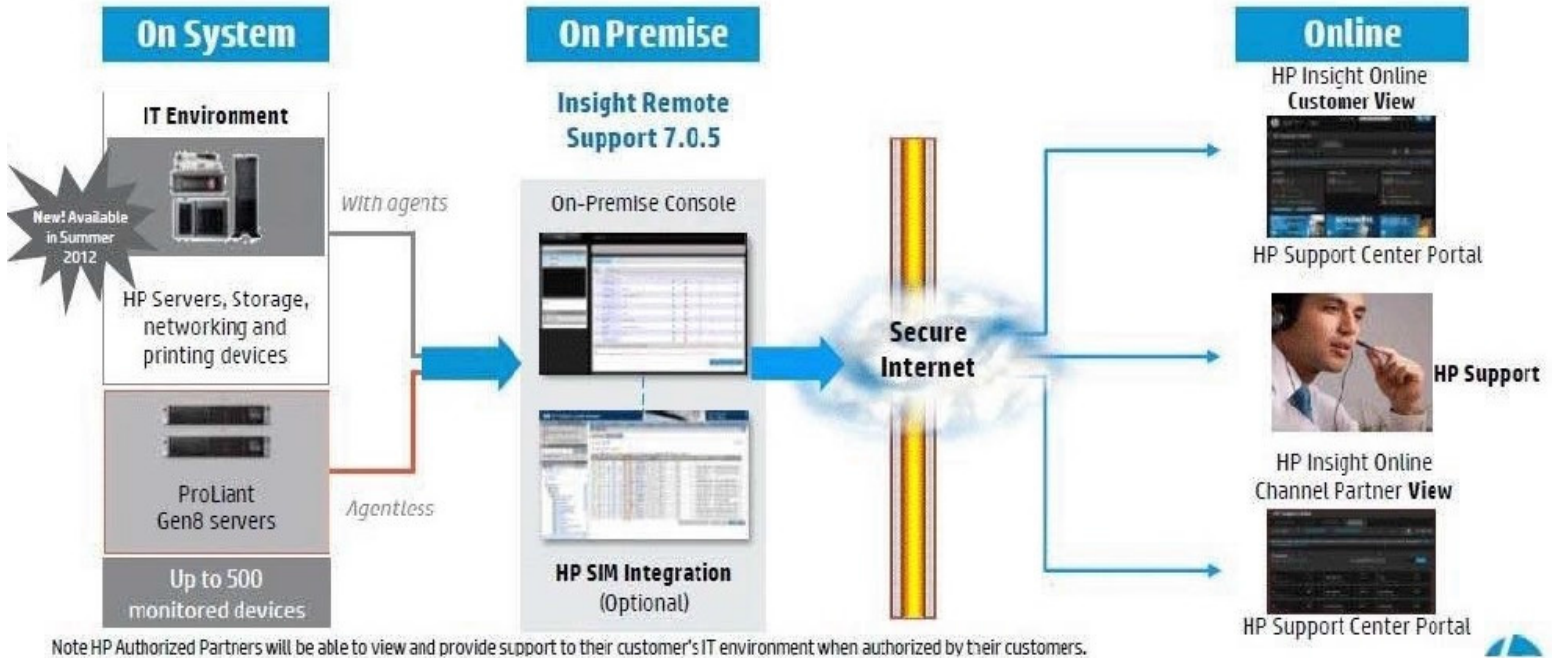 On System
On Premise
Online
IT Environment
New! Available
in Summer
2012
HP Servers, Storage,
networking and
printing devices
ProLiant
Gen8 servers
Up to 500
monitored devices
With agents
Agentless
Insight Remote
Support 7.0.5
On-Premise Console
HP SIM Integration
(Optional)
Secure
Internet
HP Insight Online
Customer View
HP Support Center Portal
HP Support
HP Insight Online
Channel Partner View
HP Support Center Portal
Note HP Authorized Partners will be able to view and provide support to their customer's IT environment when authorized by their customers.